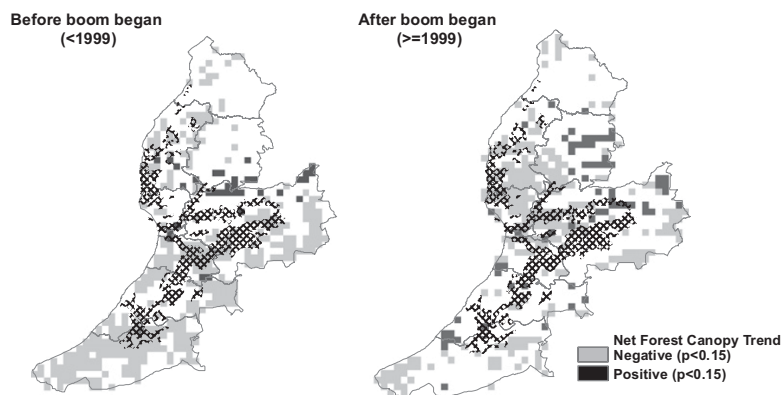 Before boom began
(<1999)
After boom began
(>=1999)
Net Forest Canopy Trend
Negative (p<0.15)
Positive (p<0.15)